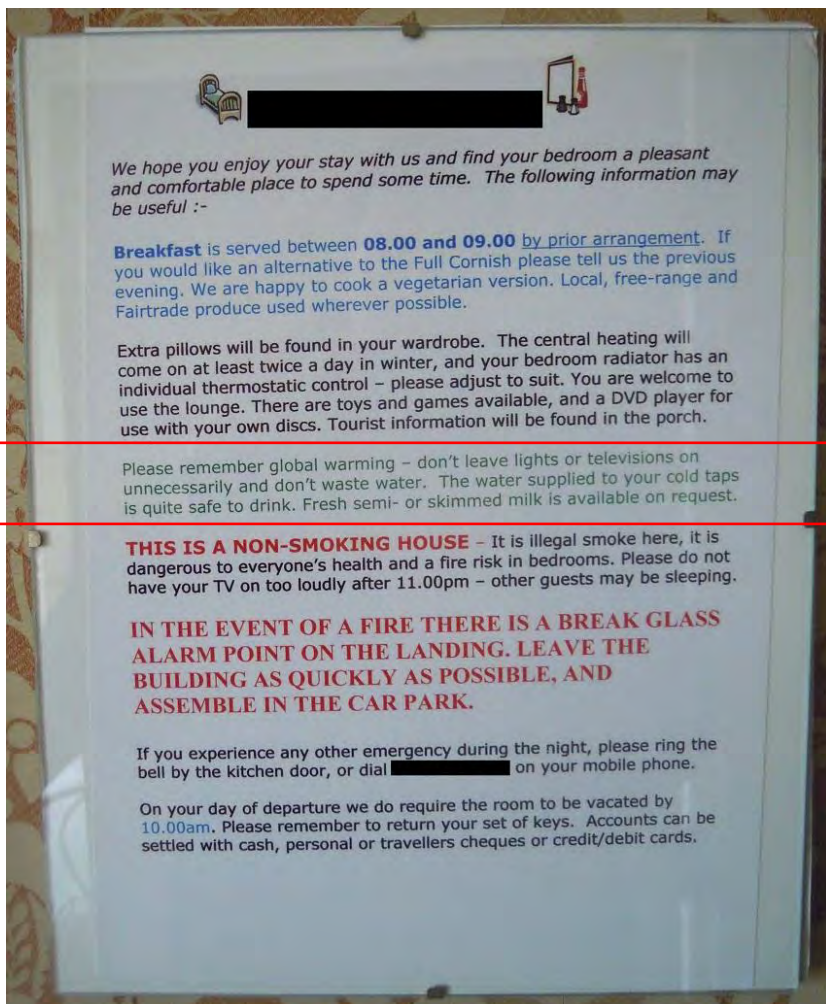 We hope you enjoy your stay with us and find your bedroom a pleasant
and comfortable place to spend some time. The following information may
be useful :-
Breakfast is served between 08.00 and 09.00 by prior arrangement. If
you would like an alternative to the Full Cornish please tell us the previous
evening. We are happy to cook a vegetarian version. Local, free-range and
Fairtrade produce used wherever possible.
Extra pillows will be found in your wardrobe. The central heating will
come on at least twice a day in winter, and your bedroom radiator has an
individual thermostatic control – please adjust to suit. You are welcome to
use the lounge. There are toys and games available, and a DVD player for
use with your own discs. Tourist information will be found in the porch.
Please remember global warming – don't leave lights or televisions on
unnecessarily and don't waste water. The water supplied to your cold taps
is quite safe to drink. Fresh semi- or skimmed milk is available on request.
THIS IS A NON-SMOKING HOUSE – It is illegal smoke here, it is
dangerous to everyone's health and a fire risk in bedrooms. Please do not
have your TV on too loudly after 11.00pm – other guests may be sleeping.
IN THE EVENT OF A FIRE THERE IS A BREAK GLASS
ALARM POINT ON THE LANDING. LEAVE THE
BUILDING AS QUICKLY AS POSSIBLE, AND
ASSEMBLE IN THE CAR PARK.
If you experience any other emergency during the night, please ring the
bell by the kitchen door, or dial on your mobile phone.
On your day of departure we do require the room to be vacated by
10.00am. Please remember to return your set of keys. Accounts can be
settled with cash, personal or travellers cheques or credit/debit cards.